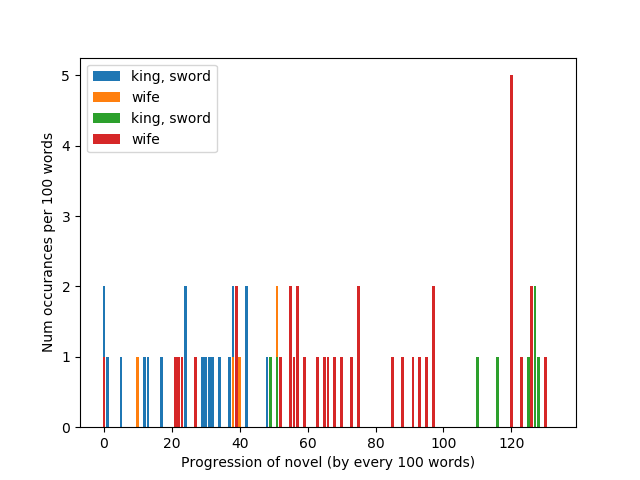 king, sword
wife
king, sword
wife
5
4
3
2
1
0
Num occurances per 100 words
0 20 40 60 80 100 120
Progression of novel (by every 100 words)